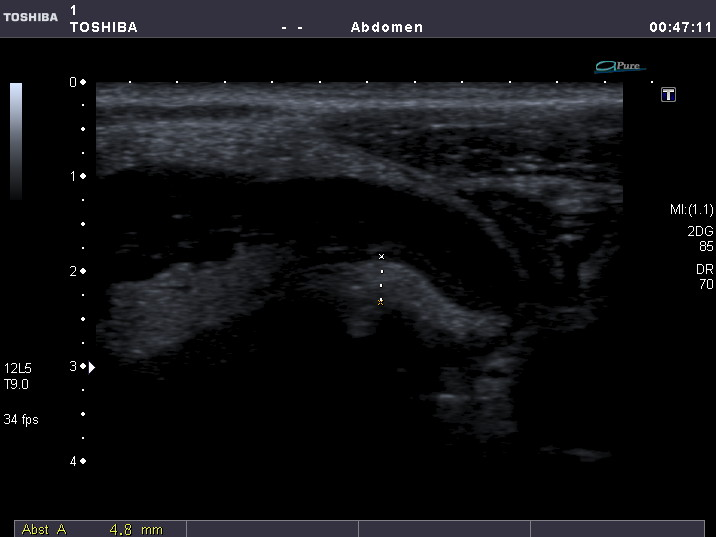 TOSHIBA
1
TOSHIBA - - Abdomen 00:47:11
Pure
T
0
1
2
3
4
MI:(1.1)
2DG
85
DR
70
12L5
T9.0
34 fps
Abst A 4.8 mm